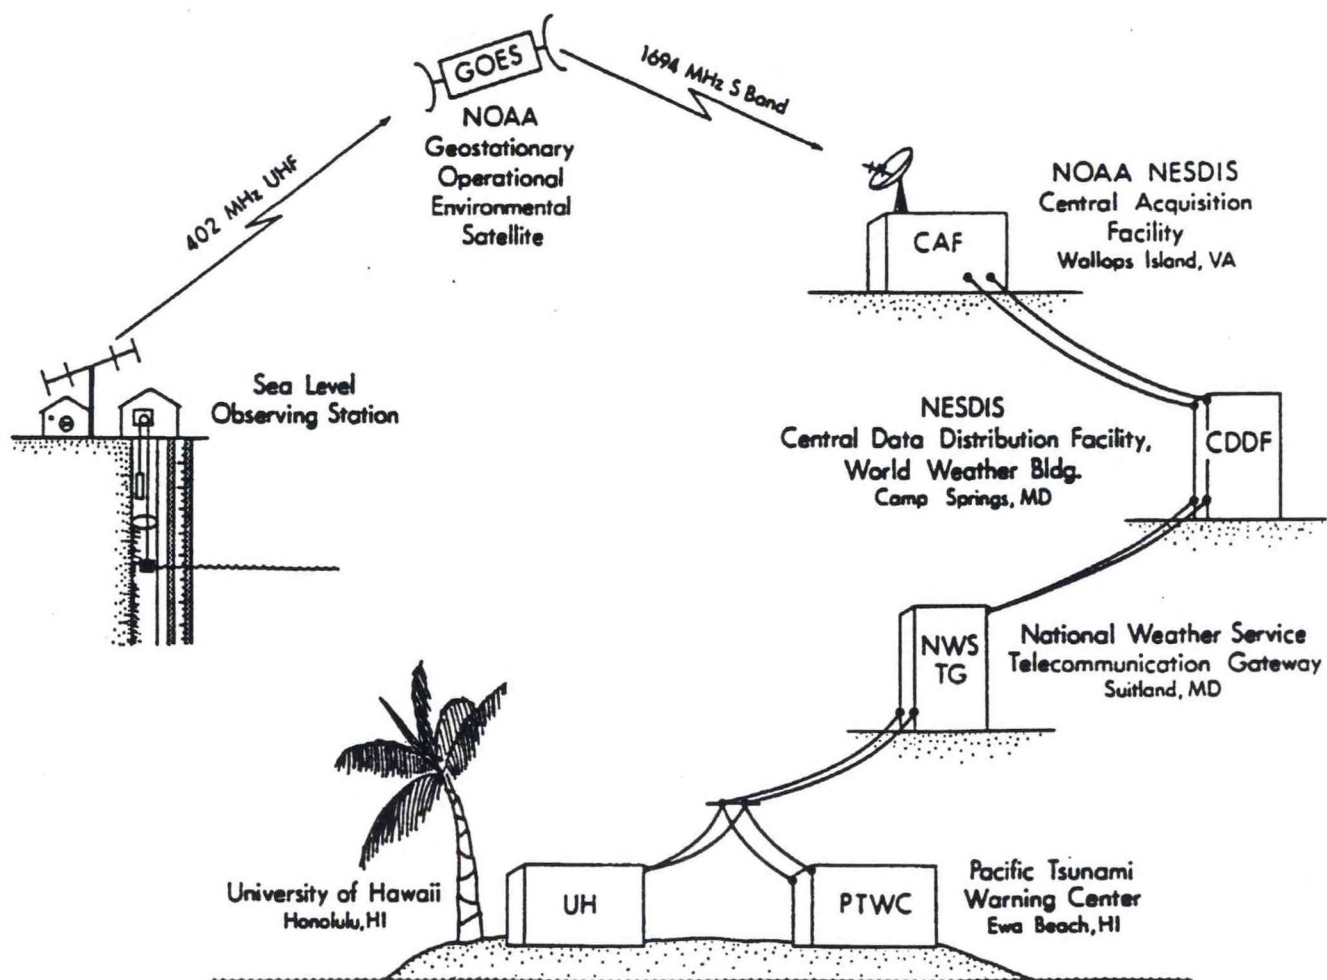 GOES
NOAA
Geostationary
Operational
Environmental
Satellite
402 MHz UHF
1694 MHz S Band
CAF
NOAA NESDIS
Central Acquisition
Facility
Wallops Island, VA
Sea Level
Observing Station
NESDIS
Central Data Distribution Facility,
World Weather Bldg.
Camp Springs, MD
CDDF
NWS
TG
National Weather Service
Telecommunication Gateway
Suitland, MD
University of Hawaii
Honolulu, HI
UH
PTWC
Pacific Tsunami
Warning Center
Ewa Beach, HI